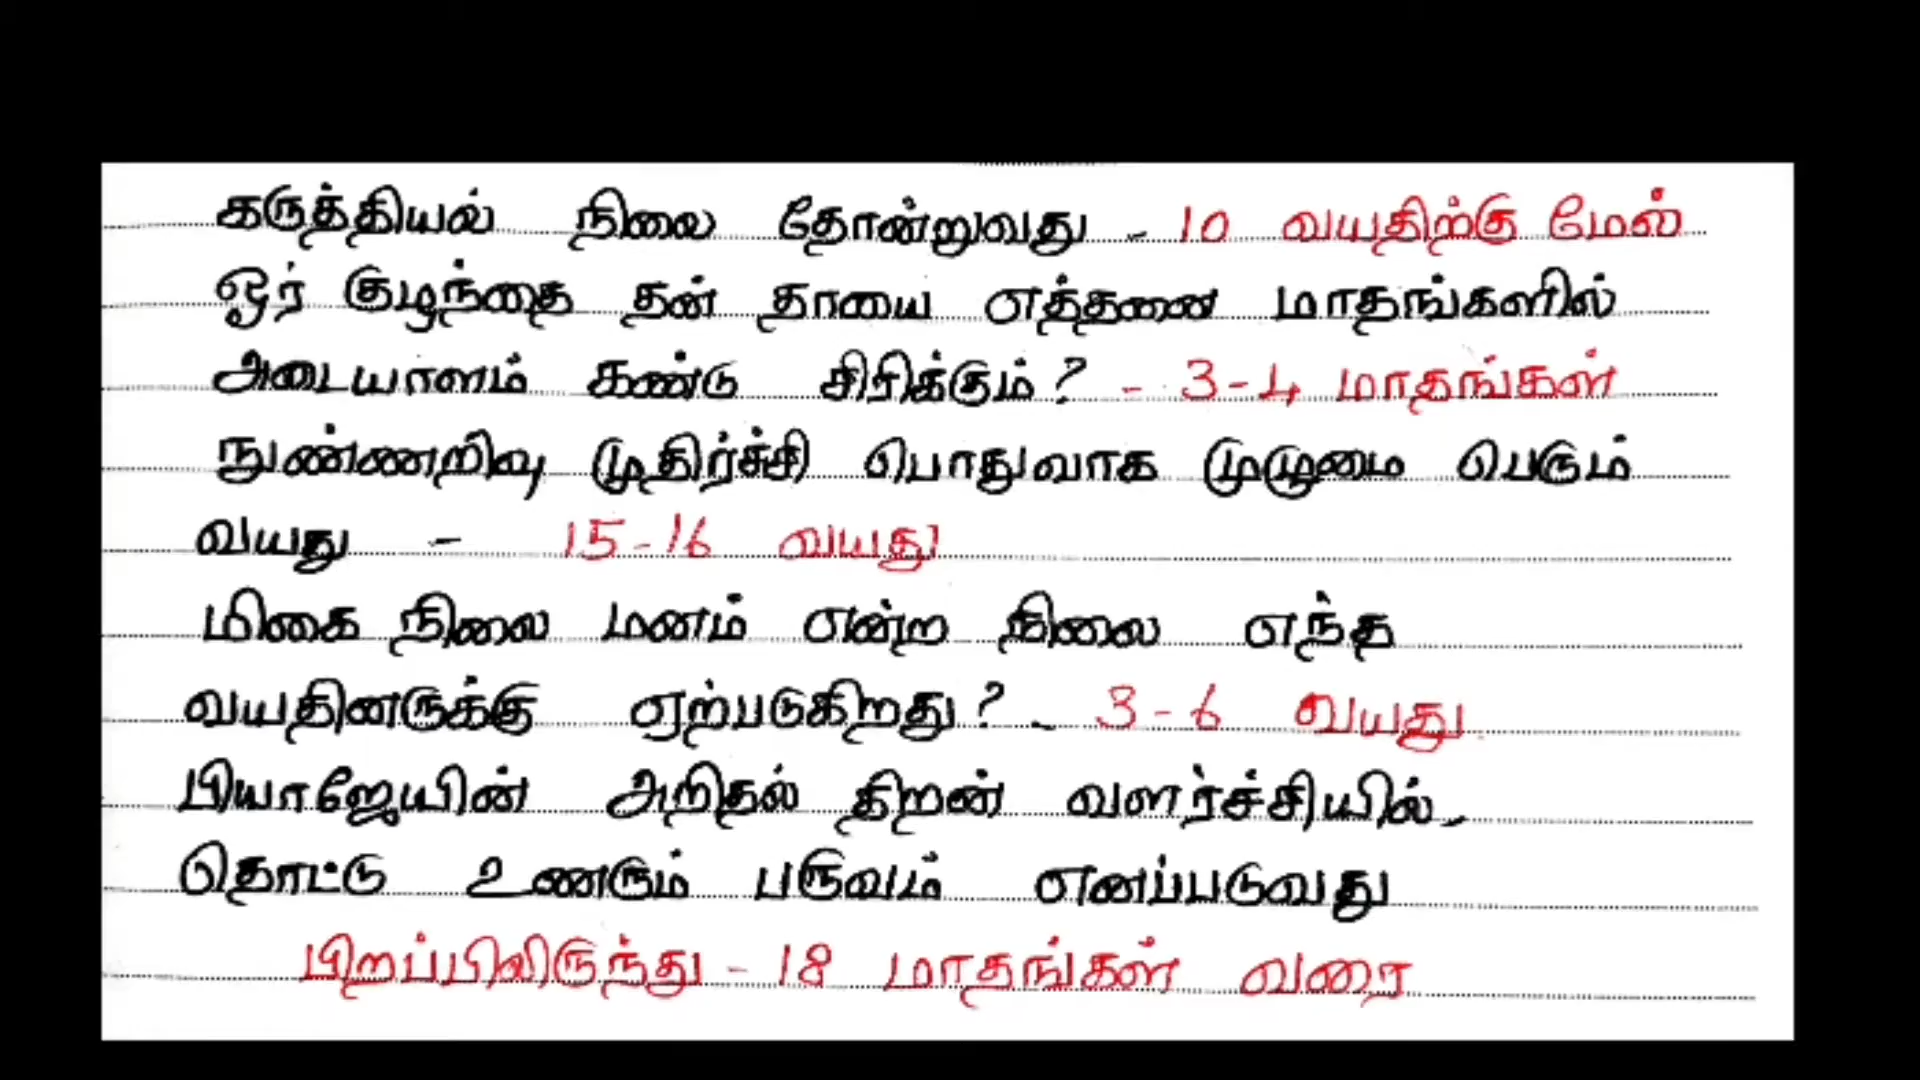 கருத்தியல் நிலை தோன்றுவது - 10 வயதிற்கு மேல்
ஓர் குழந்தை தன் தாயை எத்தனை மாதங்களில்
அடையாளம் கண்டு சிரிக்கும்? - 3-4 மாதங்கள்
நுண்ணறிவு முதிர்ச்சி பொதுவாக முழுமை பெரும்
வயது - 15-16 வயது
மிகை நிலை மனம் என்ற நிலை எந்த
வயதினருக்கு ஏற்படுகிறது? - 3-6 வயது.
பியாஜேயின் அறிதல் திறன் வளர்ச்சியில்,
தொட்டு உணரும் பருவம் எனப்படுவது
பிறப்பிலிருந்து - 18 மாதங்கள் வரை